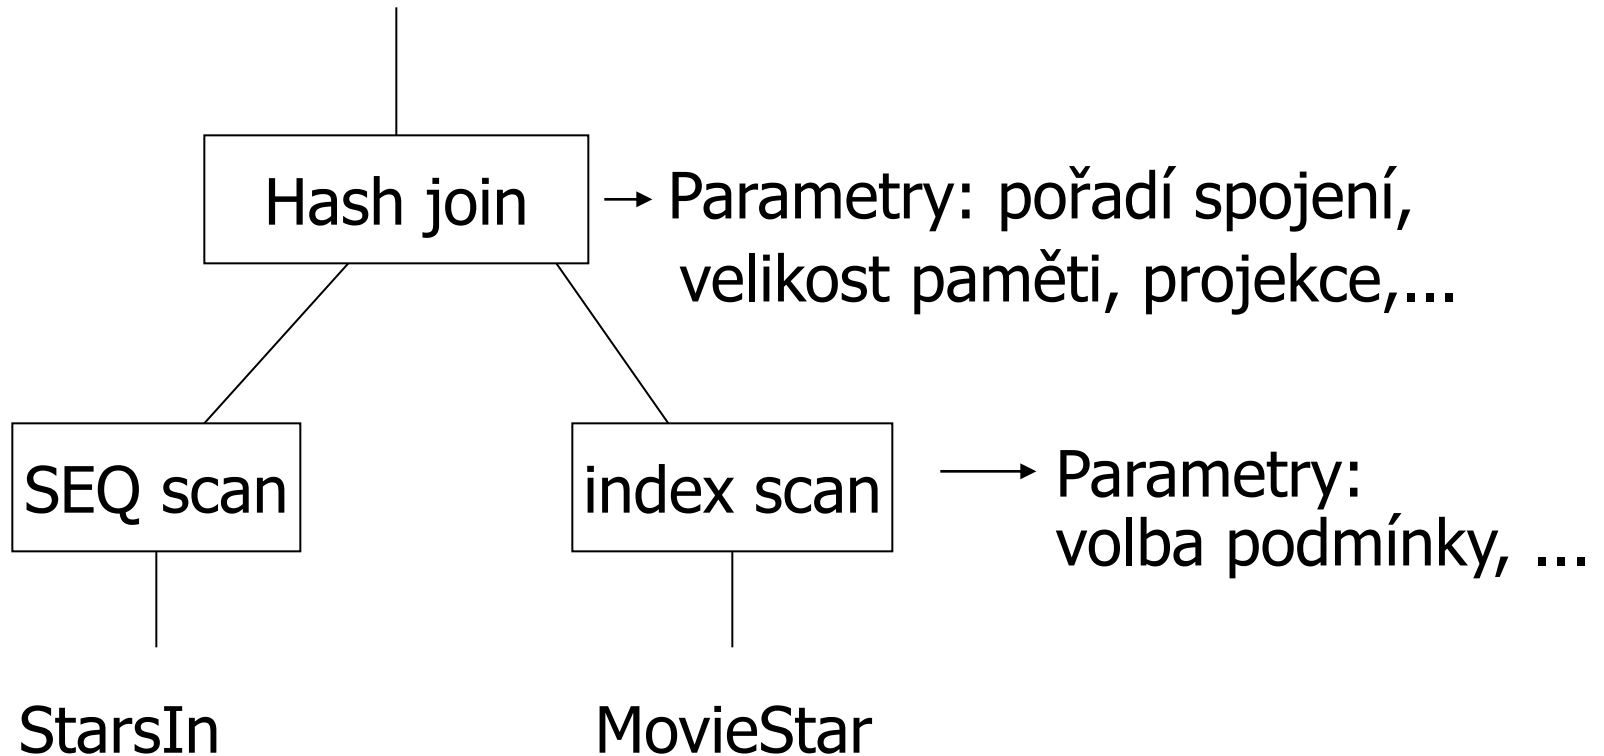 Hash join
Parametry: pořadí spojení,
velikost paměti, projekce,...
SEQ scan
index scan
Parametry:
volba podmínky, ...
StarsIn
MovieStar